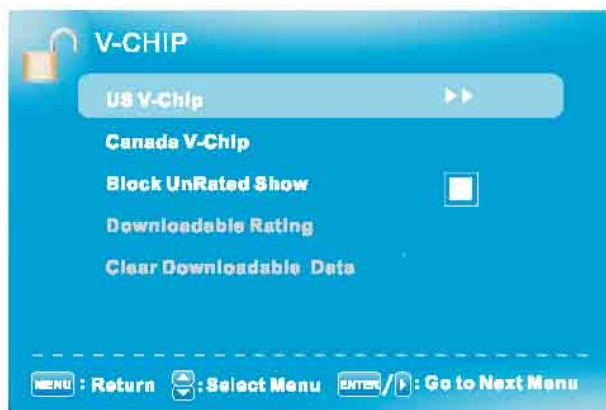 V-CHIP
US V-Chip
Canada V-Chip
Block UnRated Show
Downloadable Rating
Clear Downloadable Data
MENU : Return : Select Menu ENTER / : Go to Next Menu